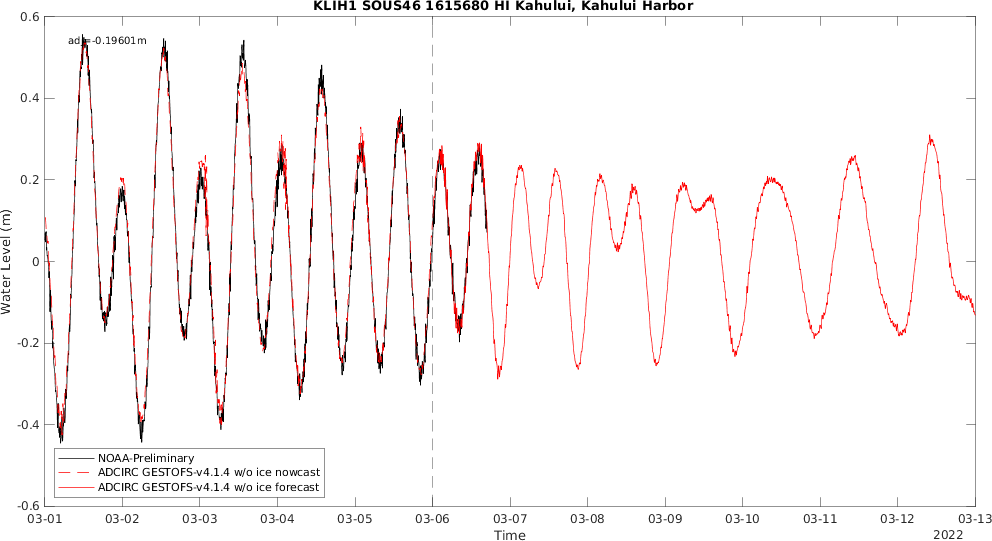 KLIH1 SOUS46 1615680 HI Kahului, Kahului Harbor
0.6
0.4
0.2
0
-0.2
-0.4
-0.6
Water Level (m)
adj=-0.19601m
NOAA-Preliminary
ADCIRC GESTOFS-v4.1.4 w/o ice nowcast
ADCIRC GESTOFS-v4.1.4 w/o ice forecast
03-01 03-02 03-03 03-04 03-05 03-06 03-07 03-08 03-09 03-10 03-11 03-12 03-13
Time
2022